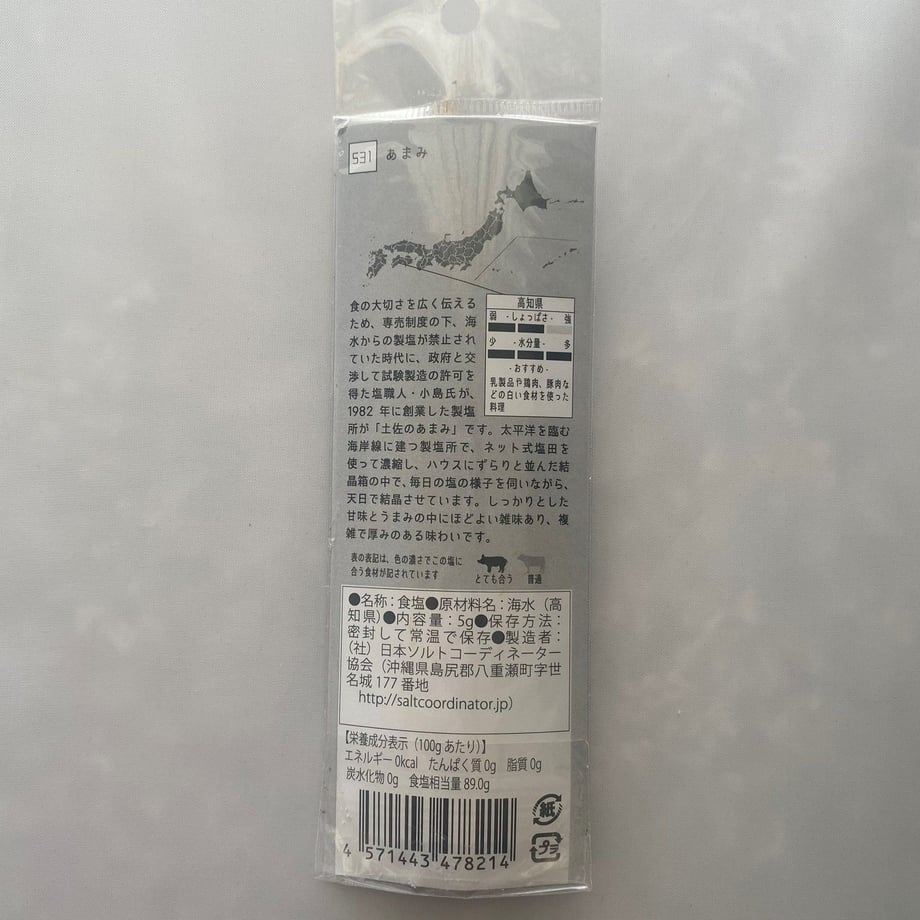 531 あまみ
食の大切さを広く伝える
ため、専売制度の下、海
水からの製塩が禁止され
ていた時代に、政府と交
渉して試験製造の許可を
得た塩職人・小島氏が、
1982 年に創業した製塩
所が「土佐のあまみ」です。太平洋を臨む
海岸線に建つ製塩所で、ネット式塩田を
使って濃縮し、ハウスにずらりと並んだ結
晶箱の中で、毎日の塩の様子を伺いながら、
天日で結晶させています。しっかりとした
甘味とうまみの中にほどよい雑味あり、複
雑で厚みのある味わいです。
高知県
弱 -しょっぱさ- 強
少 -水分量- 多
-おすすめ-
乳製品や鶏肉、豚肉な
どの白い食材を使った
料理
表の表記は、色の濃さでこの塩に
合う食材が記されています
とても合う 普通
●名称：食塩●原材料名：海水（高
知県）●内容量：5g●保存方法：
密封して常温で保存●製造者：
（社）日本ソルトコーディネーター
協会（沖縄県島尻郡八重瀬町字世
名城 177 番地
http://saltcoordinator.jp）
【栄養成分表示（100g あたり）】
エネルギー 0kcal たんぱく質 0g 脂質 0g
炭水化物 0g 食塩相当量 89.0g
紙
プラ
4 571443 478214